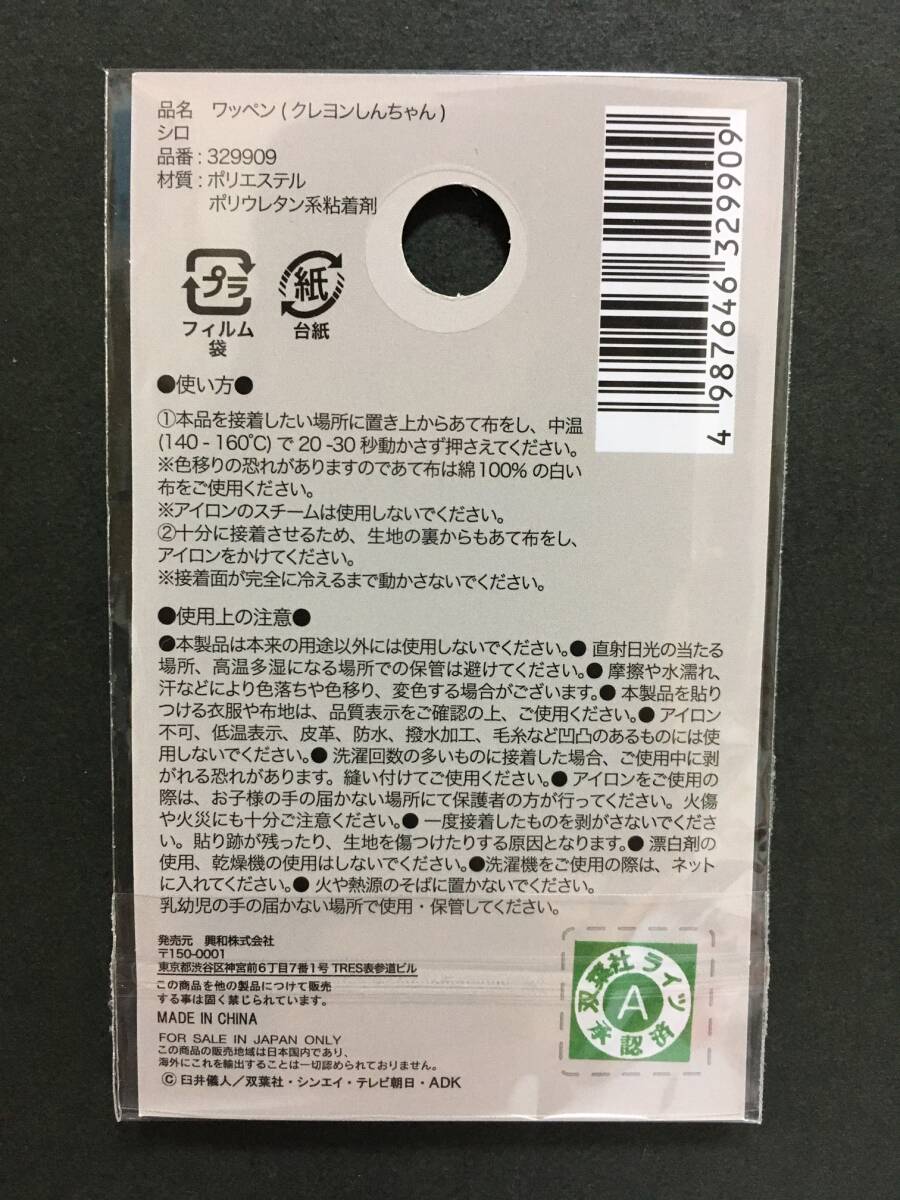 品名 ワッペン(クレヨンしんちゃん)
シロ
品番:329909
材質:ポリエステル
ポリウレタン系粘着剤
4 987646 329909
プラ
フィルム
袋
紙
台紙
●使い方●
①本品を接着したい場所に置き上からあて布をし、中温
(140-160℃)で20-30秒動かさず押さえてください。
※色移りの恐れがありますのであて布は綿100%の白い
布をご使用ください。
※アイロンのスチームは使用しないでください。
②十分に接着させるため、生地の裏からもあて布をし、
アイロンをかけてください。
※接着面が完全に冷えるまで動かさないでください。
●使用上の注意●
●本製品は本来の用途以外には使用しないでください。●直射日光の当たる
場所、高温多湿になる場所での保管は避けてください。●摩擦や水濡れ、
汗などにより色落ちや色移り、変色する場合がございます。●本製品を貼り
つける衣服や布地は、品質表示をご確認の上、ご使用ください。●アイロン
不可、低温表示、皮革、防水、撥水加工、毛糸など凹凸のあるものには使
用しないでください。●洗濯回数の多いものに接着した場合、ご使用中に剥
がれる恐れがあります。縫い付けてご使用ください。●アイロンをご使用の
際は、お子様の手の届かない場所にて保護者の方が行ってください。火傷
や火災にも十分ご注意ください。●一度接着したものを剥がさないでくださ
い。貼り跡が残ったり、生地を傷つけたりする原因となります。●漂白剤の
使用、乾燥機の使用はしないでください。●洗濯機をご使用の際は、ネット
に入れてください。●火や熱源のそばに置かないでください。
乳幼児の手の届かない場所で使用・保管してください。
発売元 興和株式会社
〒150-0001
東京都渋谷区神宮前6丁目7番1号 TRES表参道ビル
この商品を他の製品につけて販売
する事は固く禁じられています。
MADE IN CHINA
FOR SALE IN JAPAN ONLY
この商品の販売地域は日本国内であり、
海外にこれを輸出することは一切認められておりません。
© 臼井儀人/双葉社・シンエイ・テレビ朝日・ADK
双葉社ライツ
A
承認済